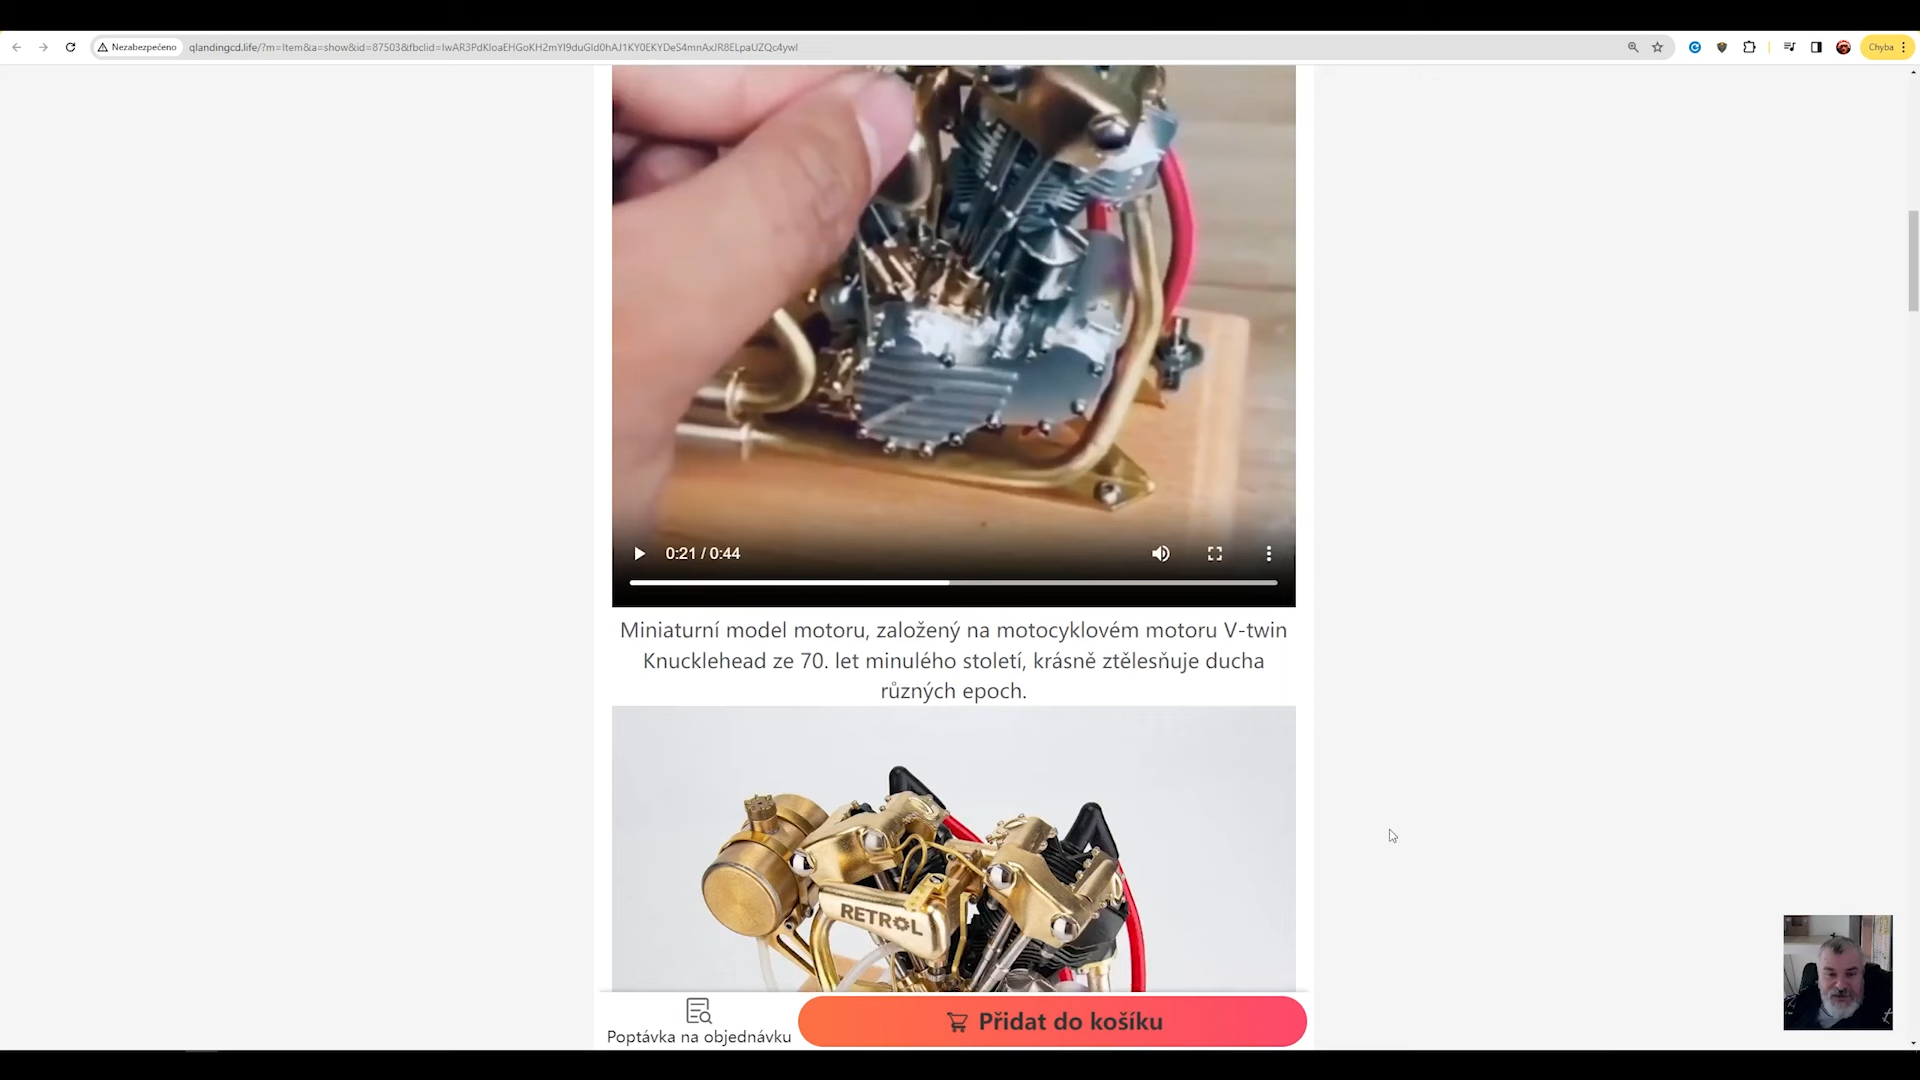 Nezabezpečeno
qlandingcd.life/?m=Item&a=show&id=87503&fbclid=IwAR3PdKloaEHGoKH2mYI9duGld0hAJ1KY0EKYDeS4mnAxJR8ELpaUZQc4ywI
Chyba
0:21 / 0:44
Miniaturní model motoru, založený na motocyklovém motoru V-twin
Knucklehead ze 70. let minulého století, krásně ztělesňuje ducha
různých epoch.
RETROL
Poptávka na objednávku
Přidat do košíku